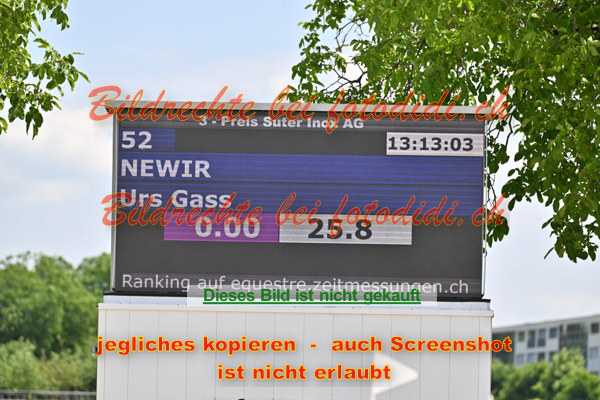 Bildrechte bei fotodidi.ch
3 - Preis Suter Inox AG
52 13:13:03
NEWIR
Urs Gass
Bildrechte bei fotodidi.ch
0.00 25.8
Ranking auf equestre.zeitmessungen.ch
Dieses Bild ist nicht gekauft
jegliches kopieren - auch Screenshot
ist nicht erlaubt